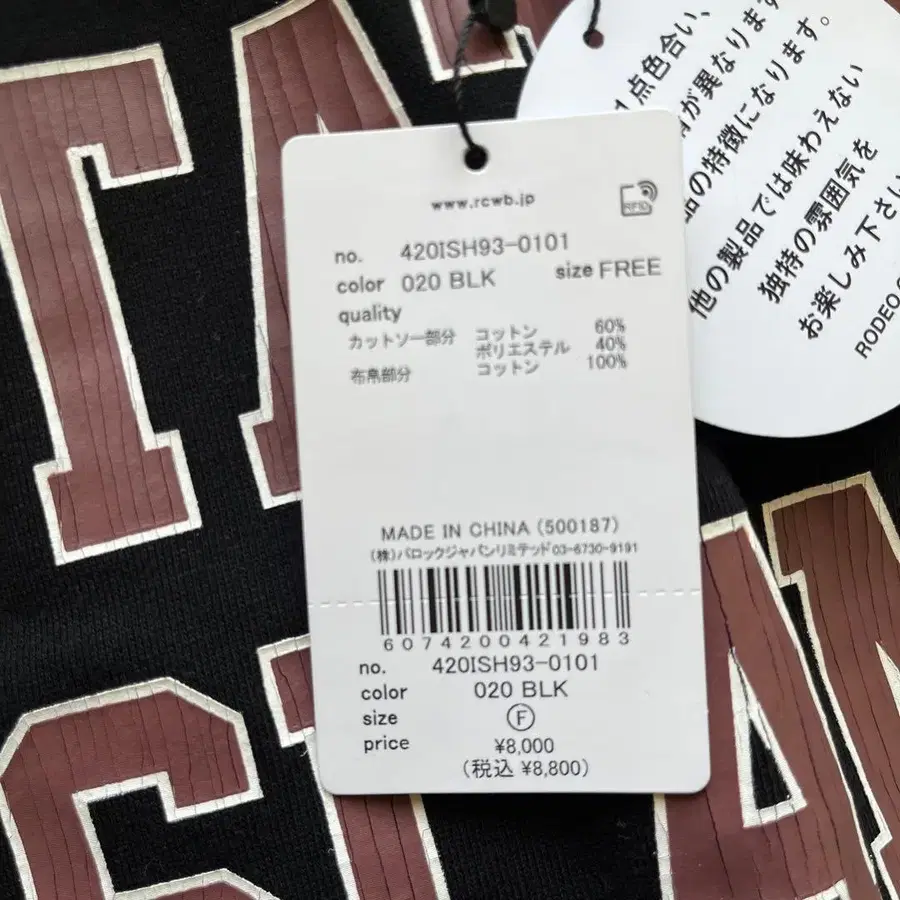 www.rcwb.jp
RFID
no. 420ISH93-0101
color 020 BLK size FREE
quality
カットソー部分 コットン 60%
ポリエステル 40%
布帛部分 コットン 100%
MADE IN CHINA (500187)
(株)バロックジャパンリミテッド03-6730-9191
6074200421983
no. 420ISH93-0101
color 020 BLK
size F
price ¥8,000
(税込 ¥8,800)
1点色合い、
が異なります
品の特徴になります。
他の製品では味わえない
独特の雰囲気を
お楽しみ下さい
RODEO